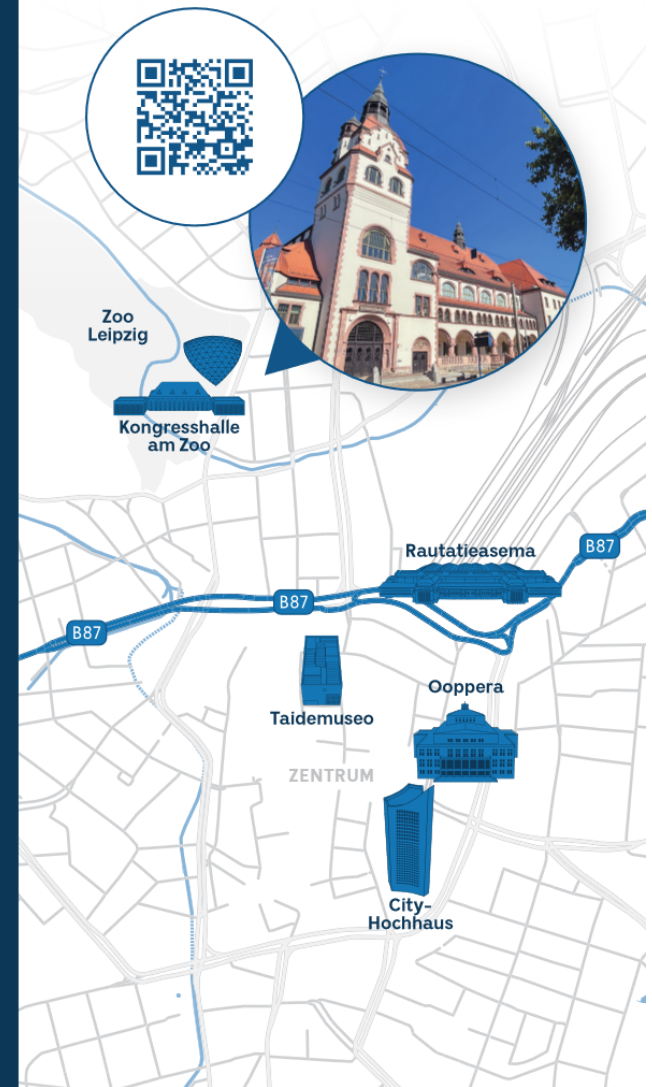 Zoo
Leipzig
Kongresshalle
am Zoo
Rautatieasema
B87
B87
B87
Taidemuseo
Ooppera
ZENTRUM
City-
Hochhaus